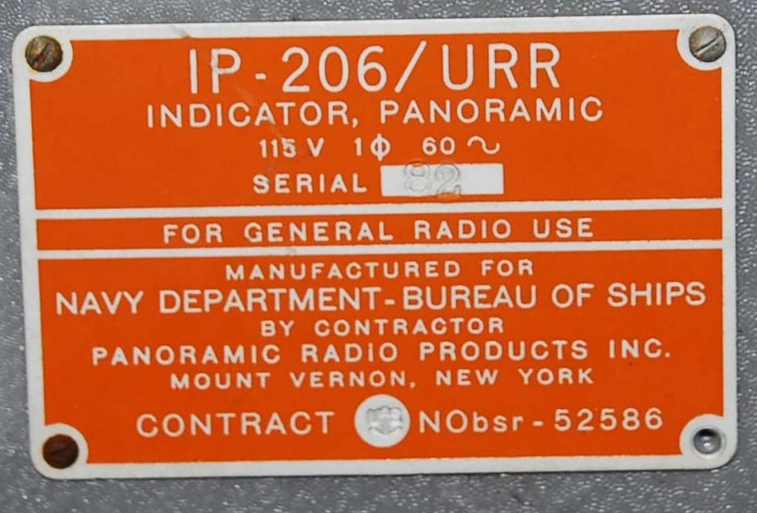 IP-206/URR
INDICATOR, PANORAMIC
115 V 1ϕ 60 ~
SERIAL 82
FOR GENERAL RADIO USE
MANUFACTURED FOR
NAVY DEPARTMENT-BUREAU OF SHIPS
BY CONTRACTOR
PANORAMIC RADIO PRODUCTS INC.
MOUNT VERNON, NEW YORK
CONTRACT NObsr-52586